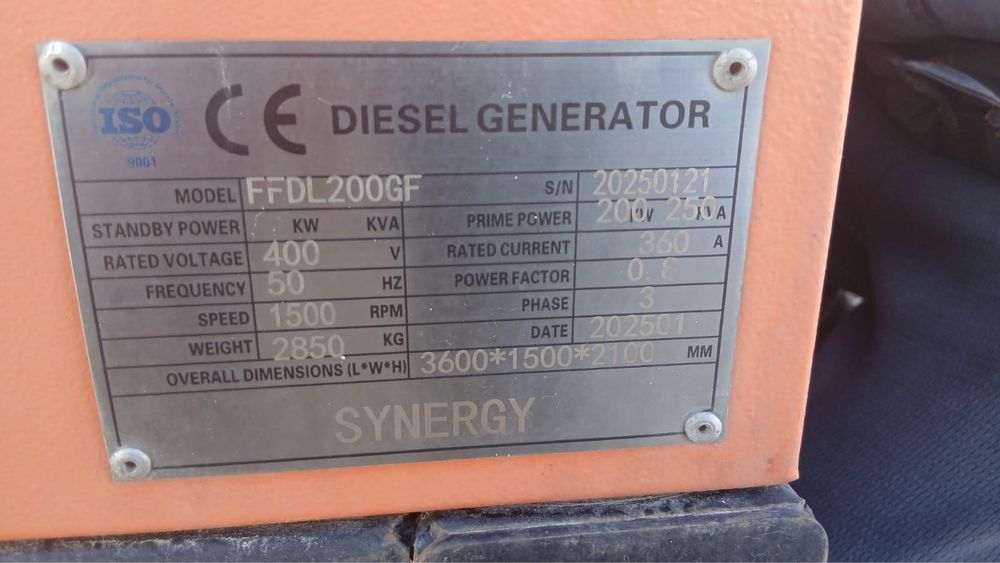 ISO
9001
CE DIESEL GENERATOR
MODEL FFDL200GF S/N 20250121
STANDBY POWER KW KVA PRIME POWER 200 KW 250 KVA
RATED VOLTAGE 400 V RATED CURRENT 360 A
FREQUENCY 50 HZ POWER FACTOR 0.8
SPEED 1500 RPM PHASE 3
WEIGHT 2850 KG DATE 202501
OVERALL DIMENSIONS (L*W*H) 3600*1500*2100 MM
SYNERGY